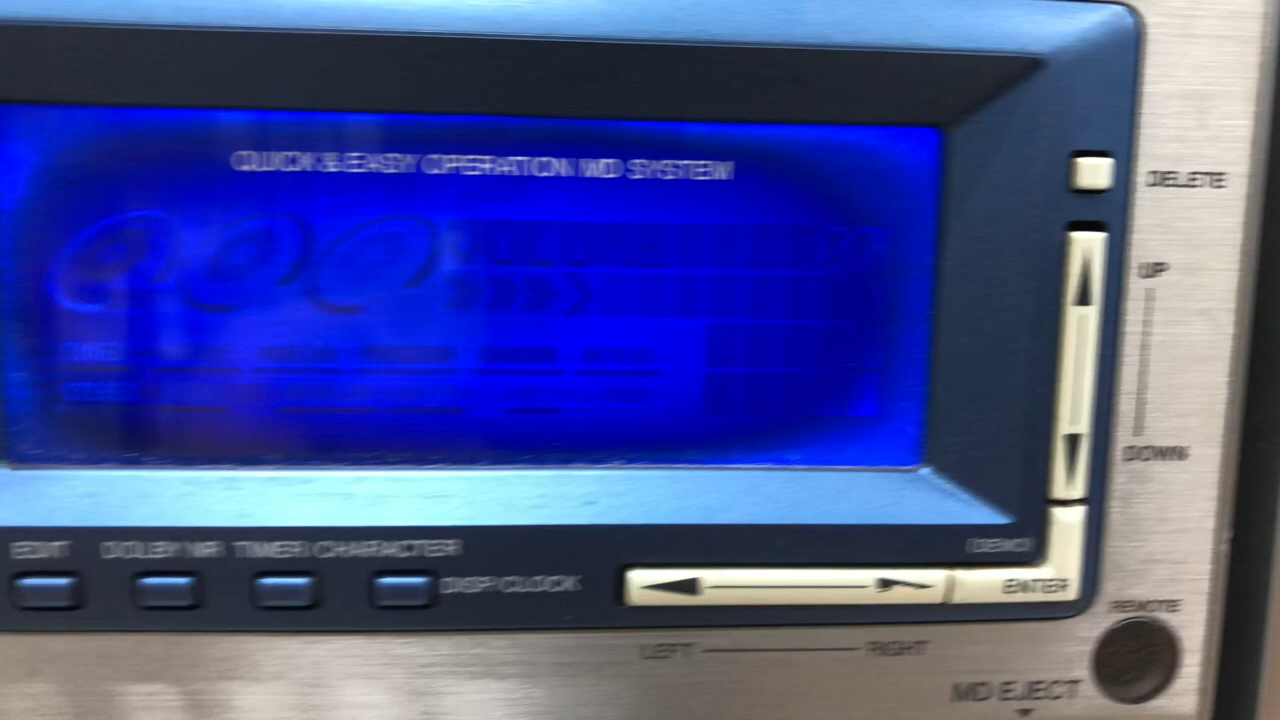 QUICK & EASY OPERATION MD SYSTEM
DELETE
UP
DOWN
EDIT DOLBY NR TIMER CHARACTER
DISP/CLOCK
(DEMO)
ENTER
REMOTE
LEFT RIGHT
MD EJECT